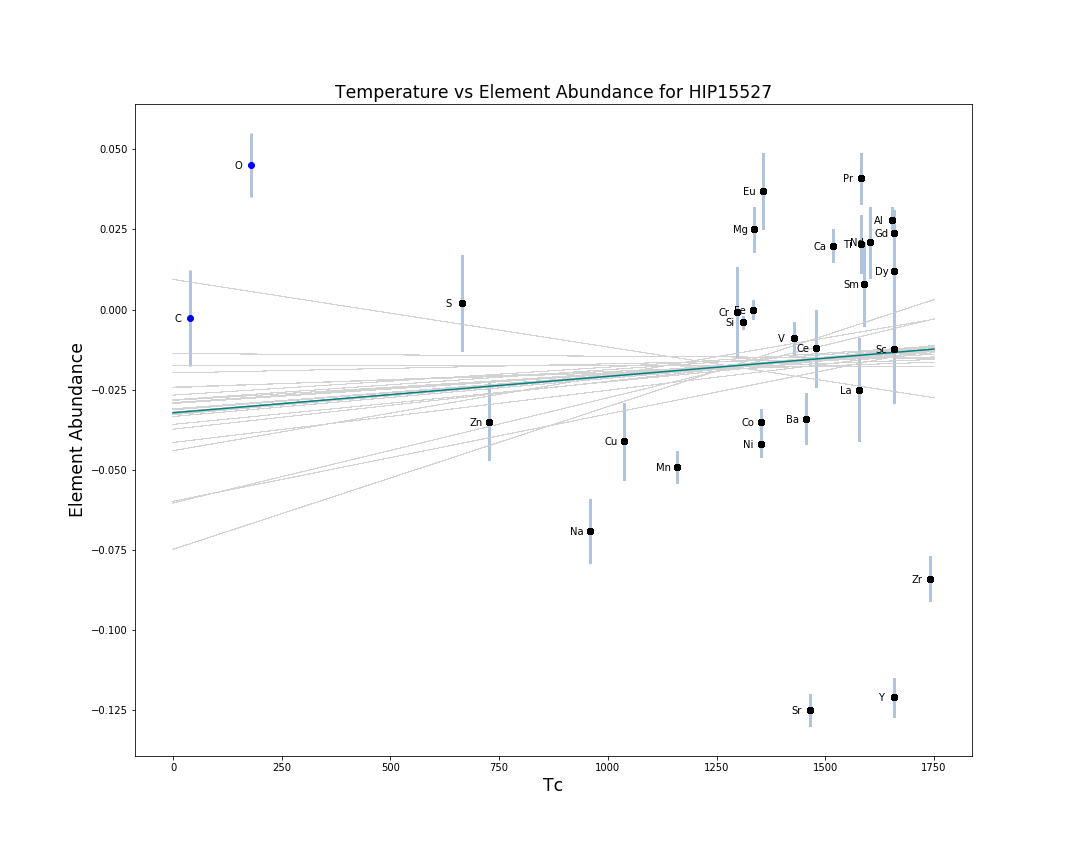 Temperature vs Element Abundance for HIP15527
Element Abundance
0.050
0.025
0.000
−0.025
−0.050
−0.075
−0.100
−0.125
O
C
S
Zn
Na
Cu
Mn
Eu
Mg
Cr
Fe
Si
Co
Ni
V
Ce
Ba
Sr
Ca
Pr
Ti
Nd
Sm
La
Al
Gd
Dy
Sc
Y
Zr
0
250
500
750
1000
1250
1500
1750
Tc